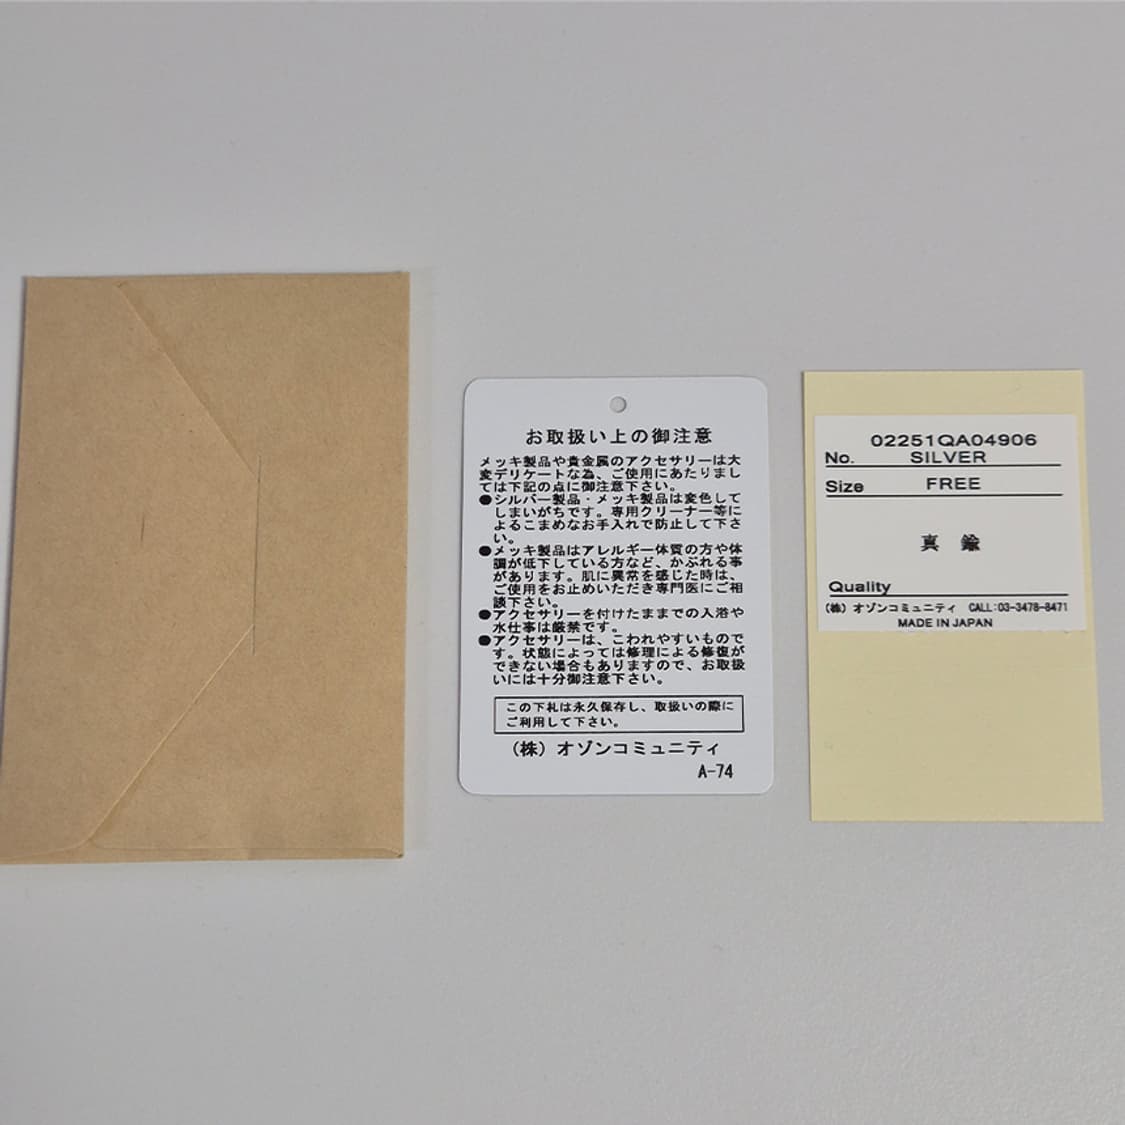 お取扱い上の御注意
メッキ製品や貴金属のアクセサリーは大
変デリケートな為、ご使用にあたりまし
ては下記の点に御注意下さい。
●シルバー製品・メッキ製品は変色して
しまいがちです。専用クリーナー等に
よるこまめなお手入れで防止して下さ
い。
●メッキ製品はアレルギー体質の方や体
調が低下している方など、かぶれる事
があります。肌に異常を感じた時は、
ご使用をお止めいただき専門医にご相
談下さい。
●アクセサリーを付けたままでの入浴や
水仕事は厳禁です。
●アクセサリーは、こわれやすいもので
す。状態によっては修理による修復が
できない場合もありますので、お取扱
いには十分御注意下さい。
この下札は永久保存し、取扱いの際に
ご利用して下さい。
(株) オゾンコミュニティ
A-74
02251QA04906
No. SILVER
Size FREE
真鍮
Quality
(株) オゾンコミュニティ CALL:03-3478-8471
MADE IN JAPAN